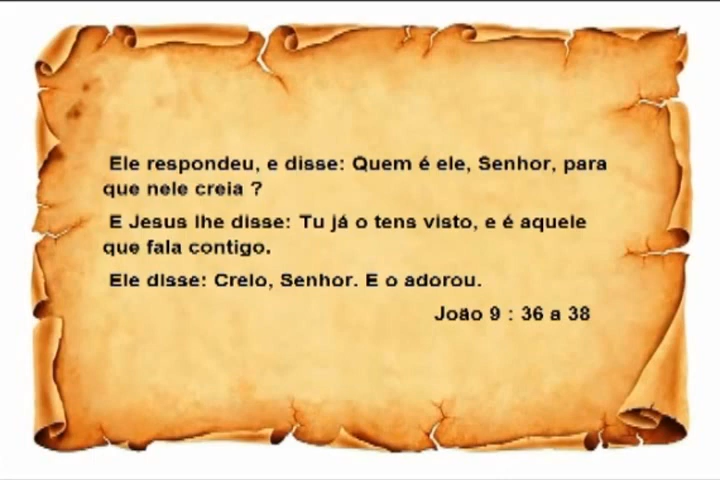 Ele respondeu, e disse: Quem é ele, Senhor, para
que nele creia ?
E Jesus lhe disse: Tu já o tens visto, e é aquele
que fala contigo.
Ele disse: Creio, Senhor. E o adorou.
João 9 : 36 a 38